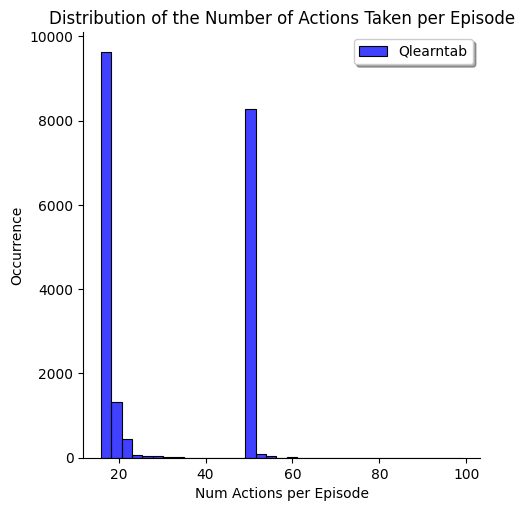 Distribution of the Number of Actions Taken per Episode
Qlearntab
10000
8000
6000
4000
2000
0
Occurrence
20 40 60 80 100
Num Actions per Episode